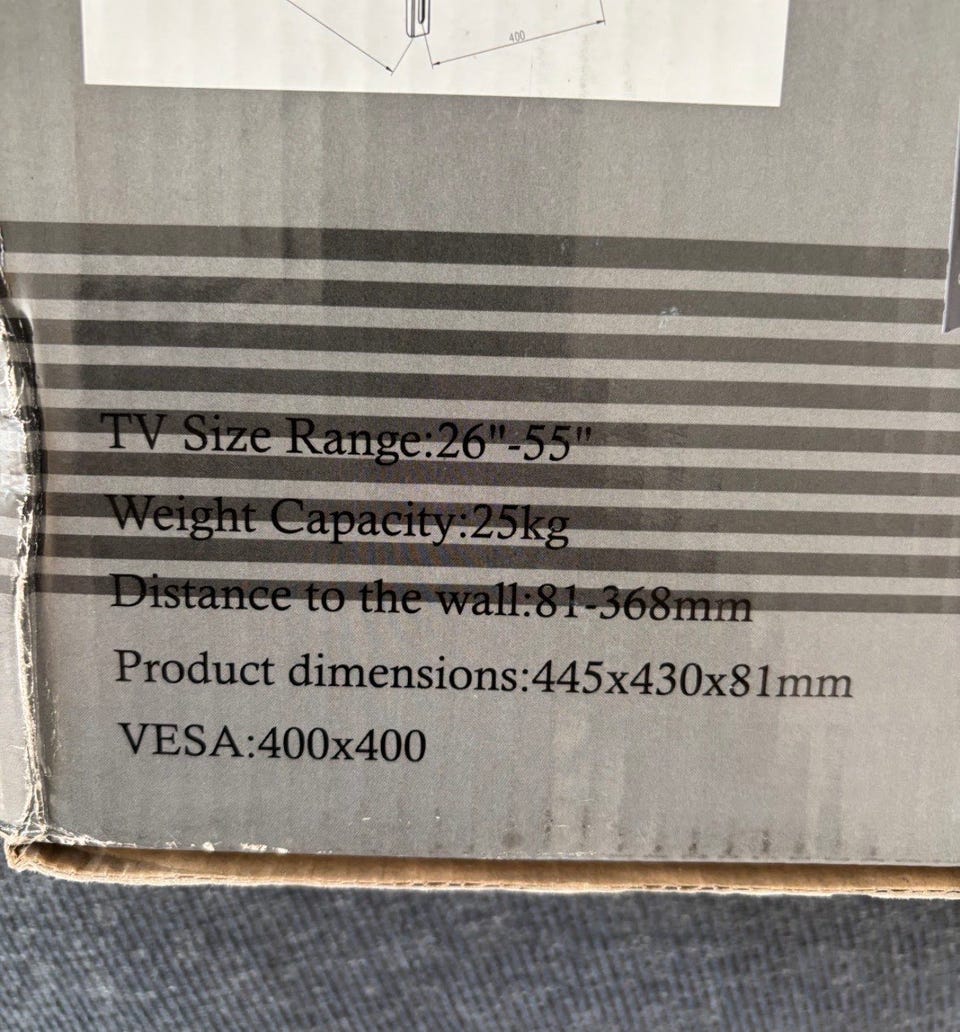 400
TV Size Range:26"-55"
Weight Capacity:25kg
Distance to the wall:81-368mm
Product dimensions:445x430x81mm
VESA:400x400